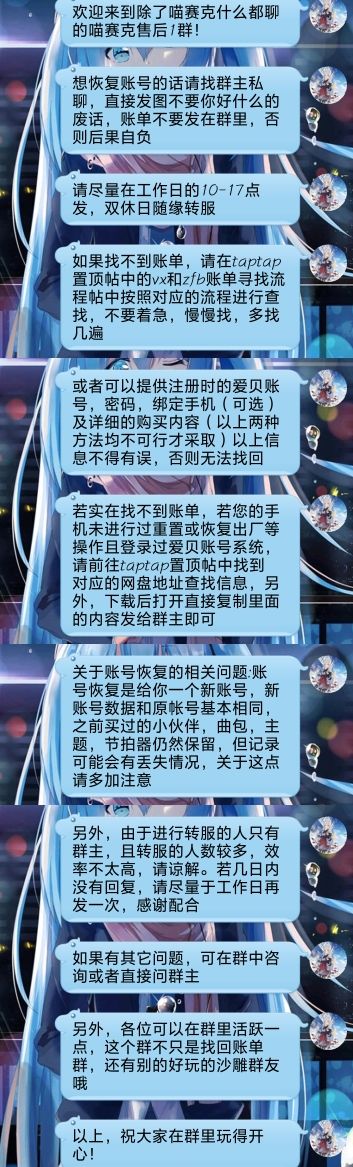 欢迎来到除了喵赛克什么都聊
的喵赛克售后1群！
想恢复账号的话请找群主私
聊，直接发图不要你好什么的
废话，账单不要发在群里，否
则后果自负
请尽量在工作日的10-17点
发，双休日随缘转服
如果找不到账单，请在taptap
置顶帖中的vx和zfb账单寻找流
程帖中按照对应的流程进行查
找，不要着急，慢慢找，多找
几遍
或者可以提供注册时的爱贝账
号，密码，绑定手机（可选）
及详细的购买内容（以上两种
方法均不可行才采取）以上信
息不得有误，否则无法找回
若实在找不到账单，若您的手
机未进行过重置或恢复出厂等
操作且登录过爱贝账号系统，
请前往taptap置顶帖中找到
对应的网盘地址查找信息，另
外，下载后打开直接复制里面
的内容发给群主即可
关于账号恢复的相关问题:账
号恢复是给你一个新账号，新
账号数据和原帐号基本相同，
之前买过的小伙伴，曲包，主
题，节拍器仍然保留，但记录
可能会有丢失情况，关于这点
请多加注意
另外，由于进行转服的人只有
群主，且转服的人数较多，效
率不太高，请谅解。若几日内
没有回复，请尽量于工作日再
发一次，感谢配合
如果有其它问题，可在群中咨
询或者直接问群主
另外，各位可以在群里活跃一
点，这个群不只是找回账单
群，还有别的好玩的沙雕群友
哦
以上，祝大家在群里玩得开
心！